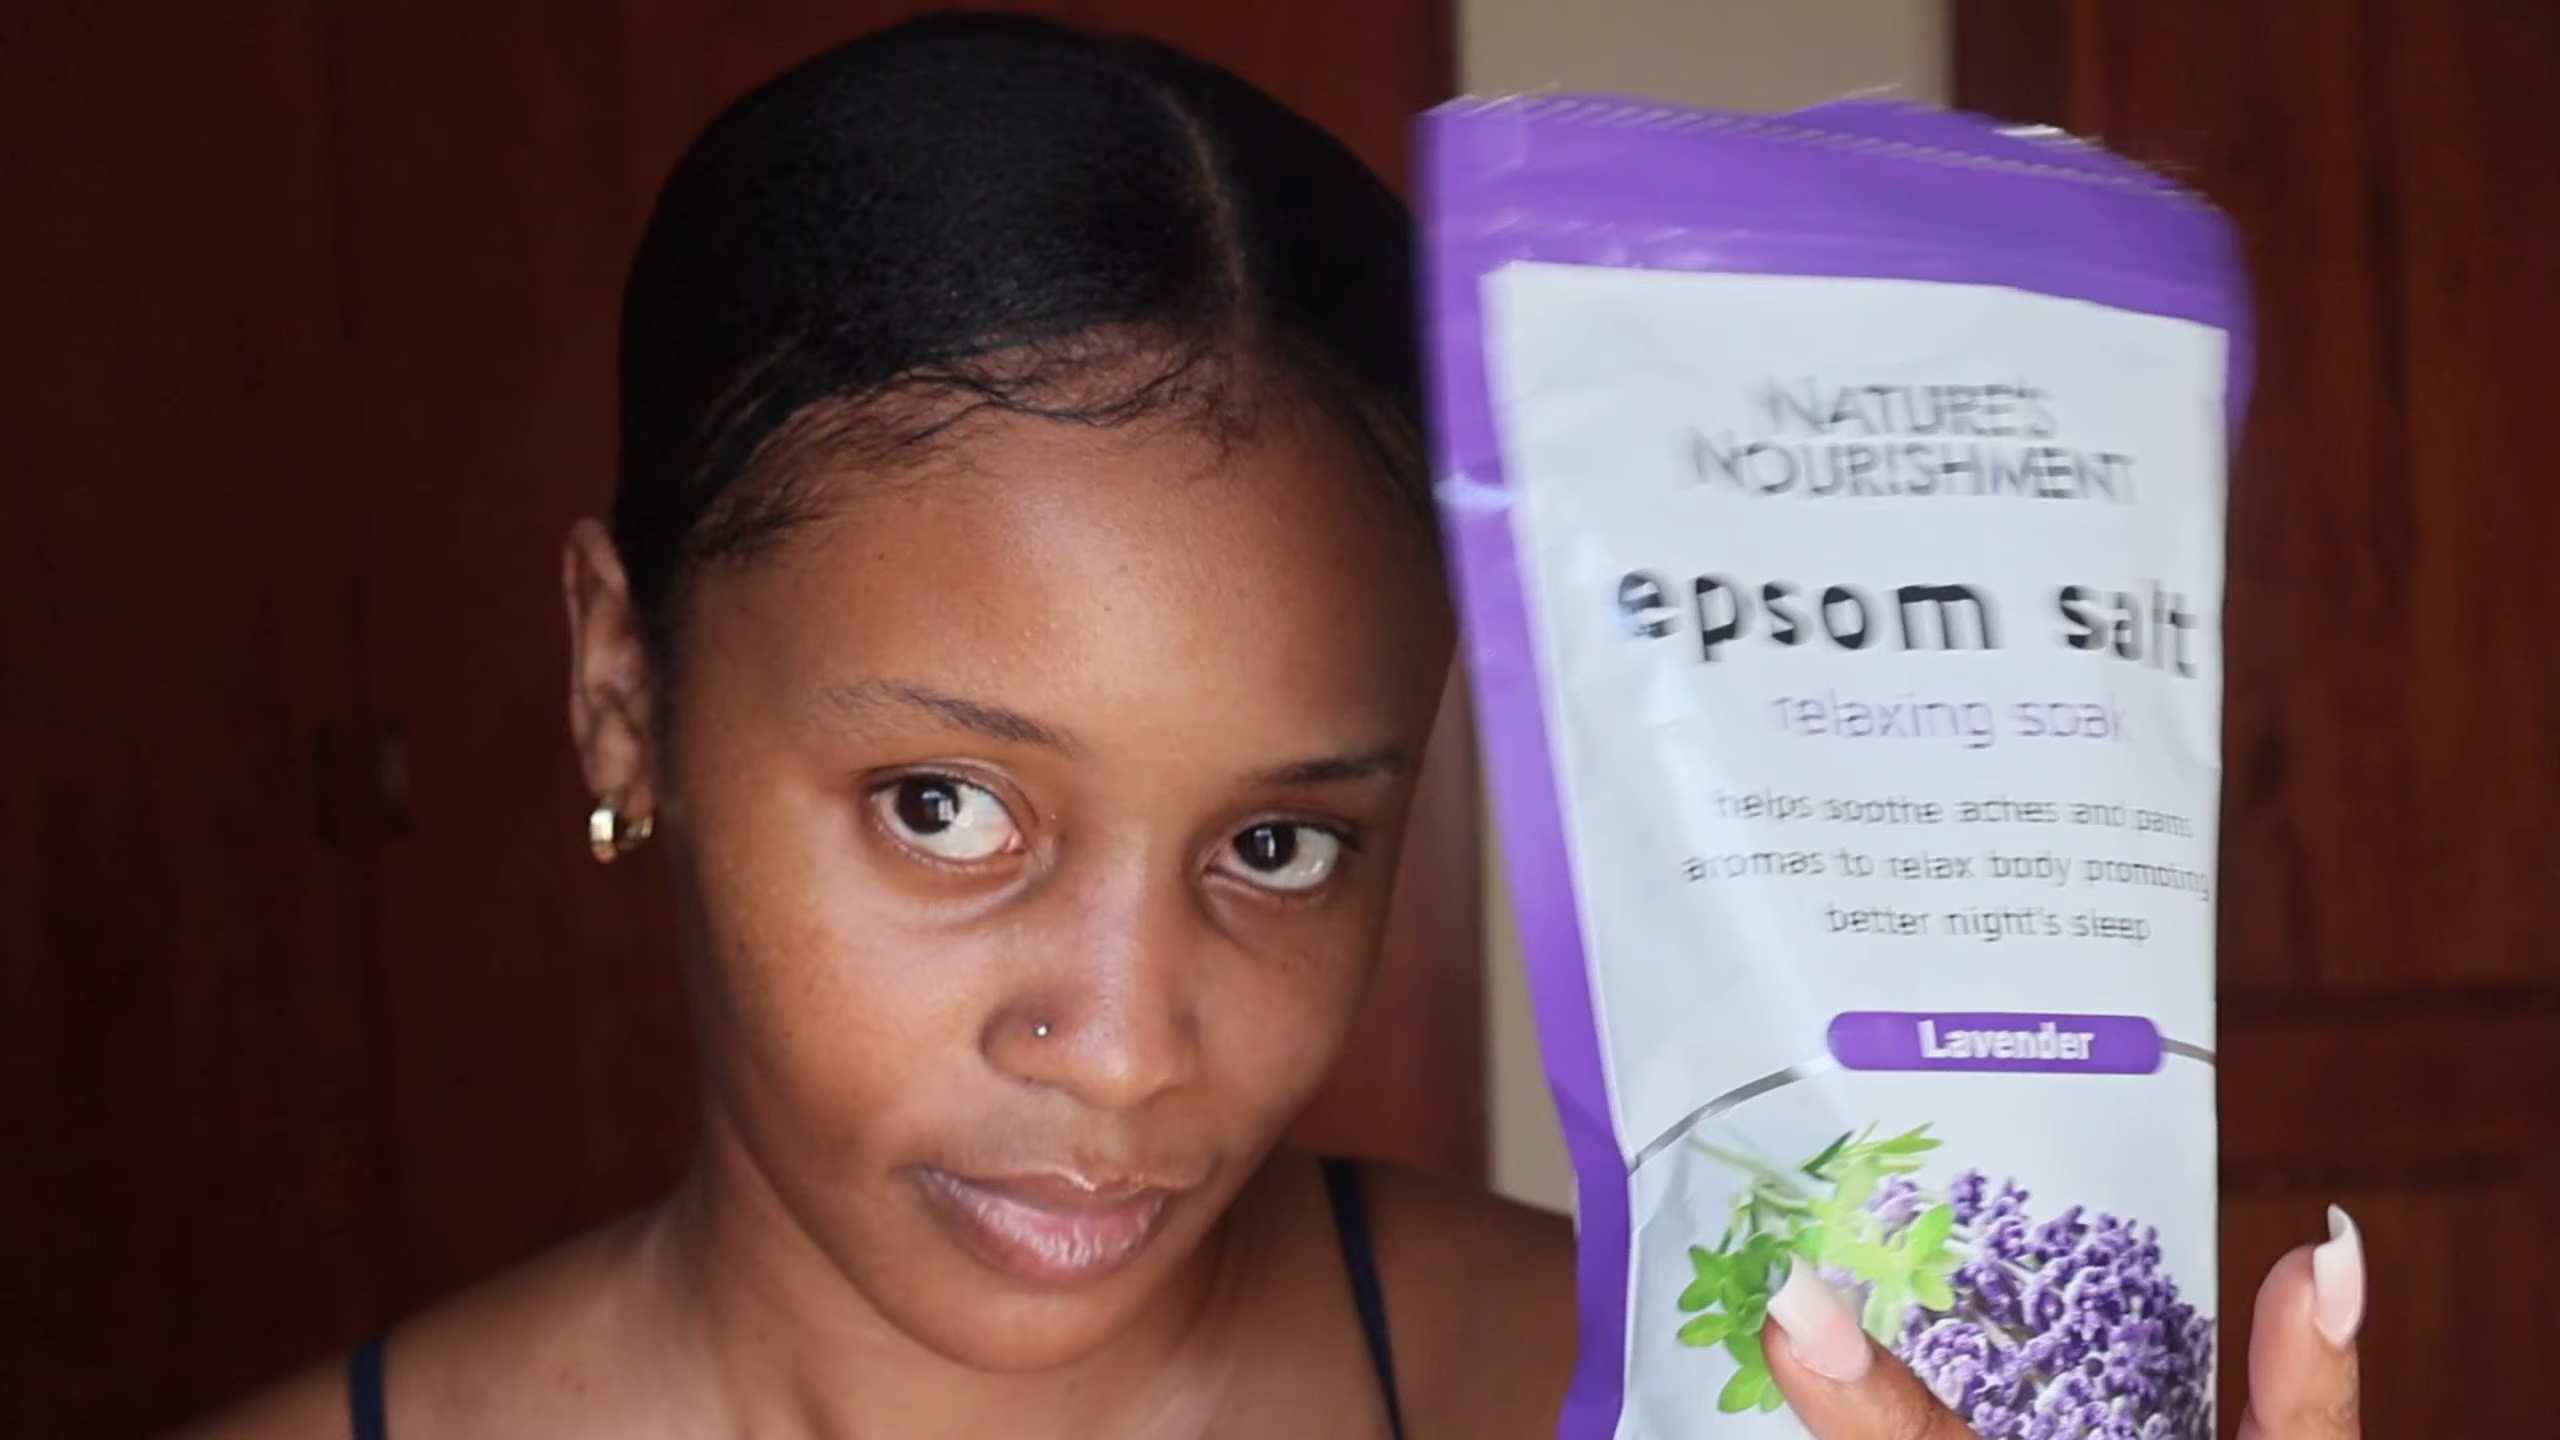 NATURE'S
NOURISHMENT
epsom salt
relaxing soak
helps soothe aches and pains
aromas to relax body promoting
better night's sleep
Lavender